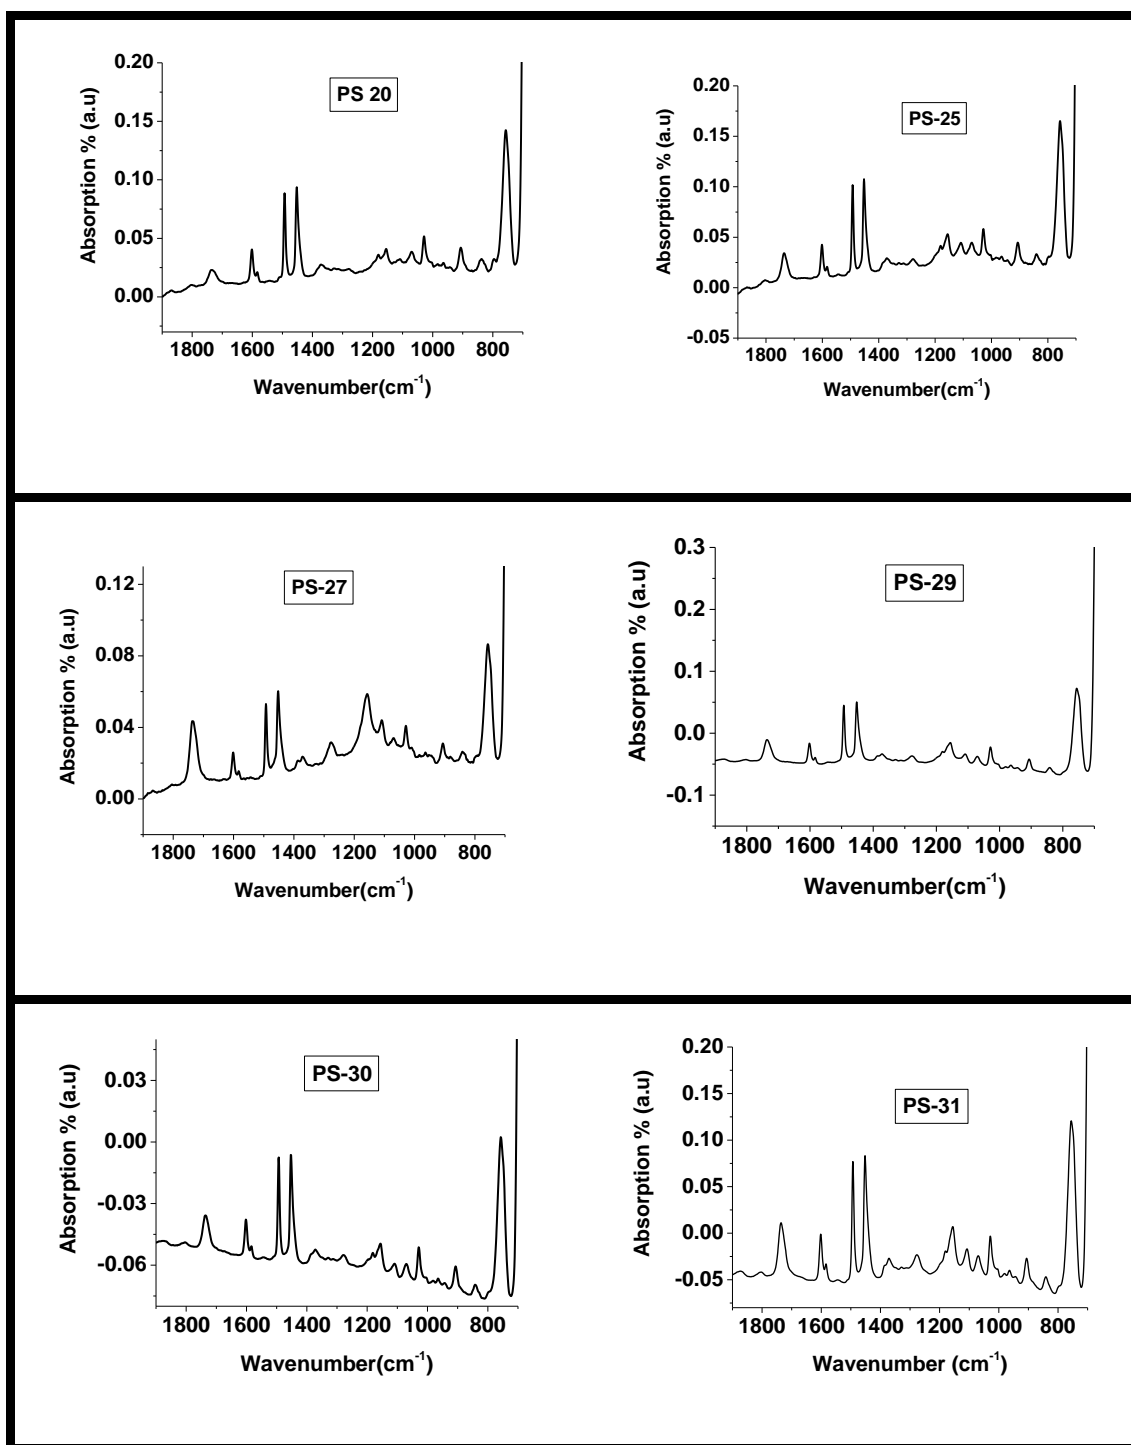 0.20
PS 20
0.15
0.10
0.05
0.00
Absorption % (a.u)
1800 1600 1400 1200 1000 800
Wavenumber(cm-1)
0.20
PS-25
0.15
0.10
0.05
0.00
-0.05
Absorption % (a.u)
1800 1600 1400 1200 1000 800
Wavenumber(cm-1)
0.12
PS-27
0.08
0.04
0.00
Absorption % (a.u)
1800 1600 1400 1200 1000 800
Wavenumber(cm-1)
0.3
PS-29
0.2
0.1
0.0
-0.1
Absorption % (a.u)
1800 1600 1400 1200 1000 800
Wavenumber(cm-1)
0.03
PS-30
0.00
-0.03
-0.06
Absorption % (a.u)
1800 1600 1400 1200 1000 800
Wavenumber(cm-1)
0.20
PS-31
0.15
0.10
0.05
0.00
-0.05
Absorption % (a.u)
1800 1600 1400 1200 1000 800
Wavenumber (cm-1)